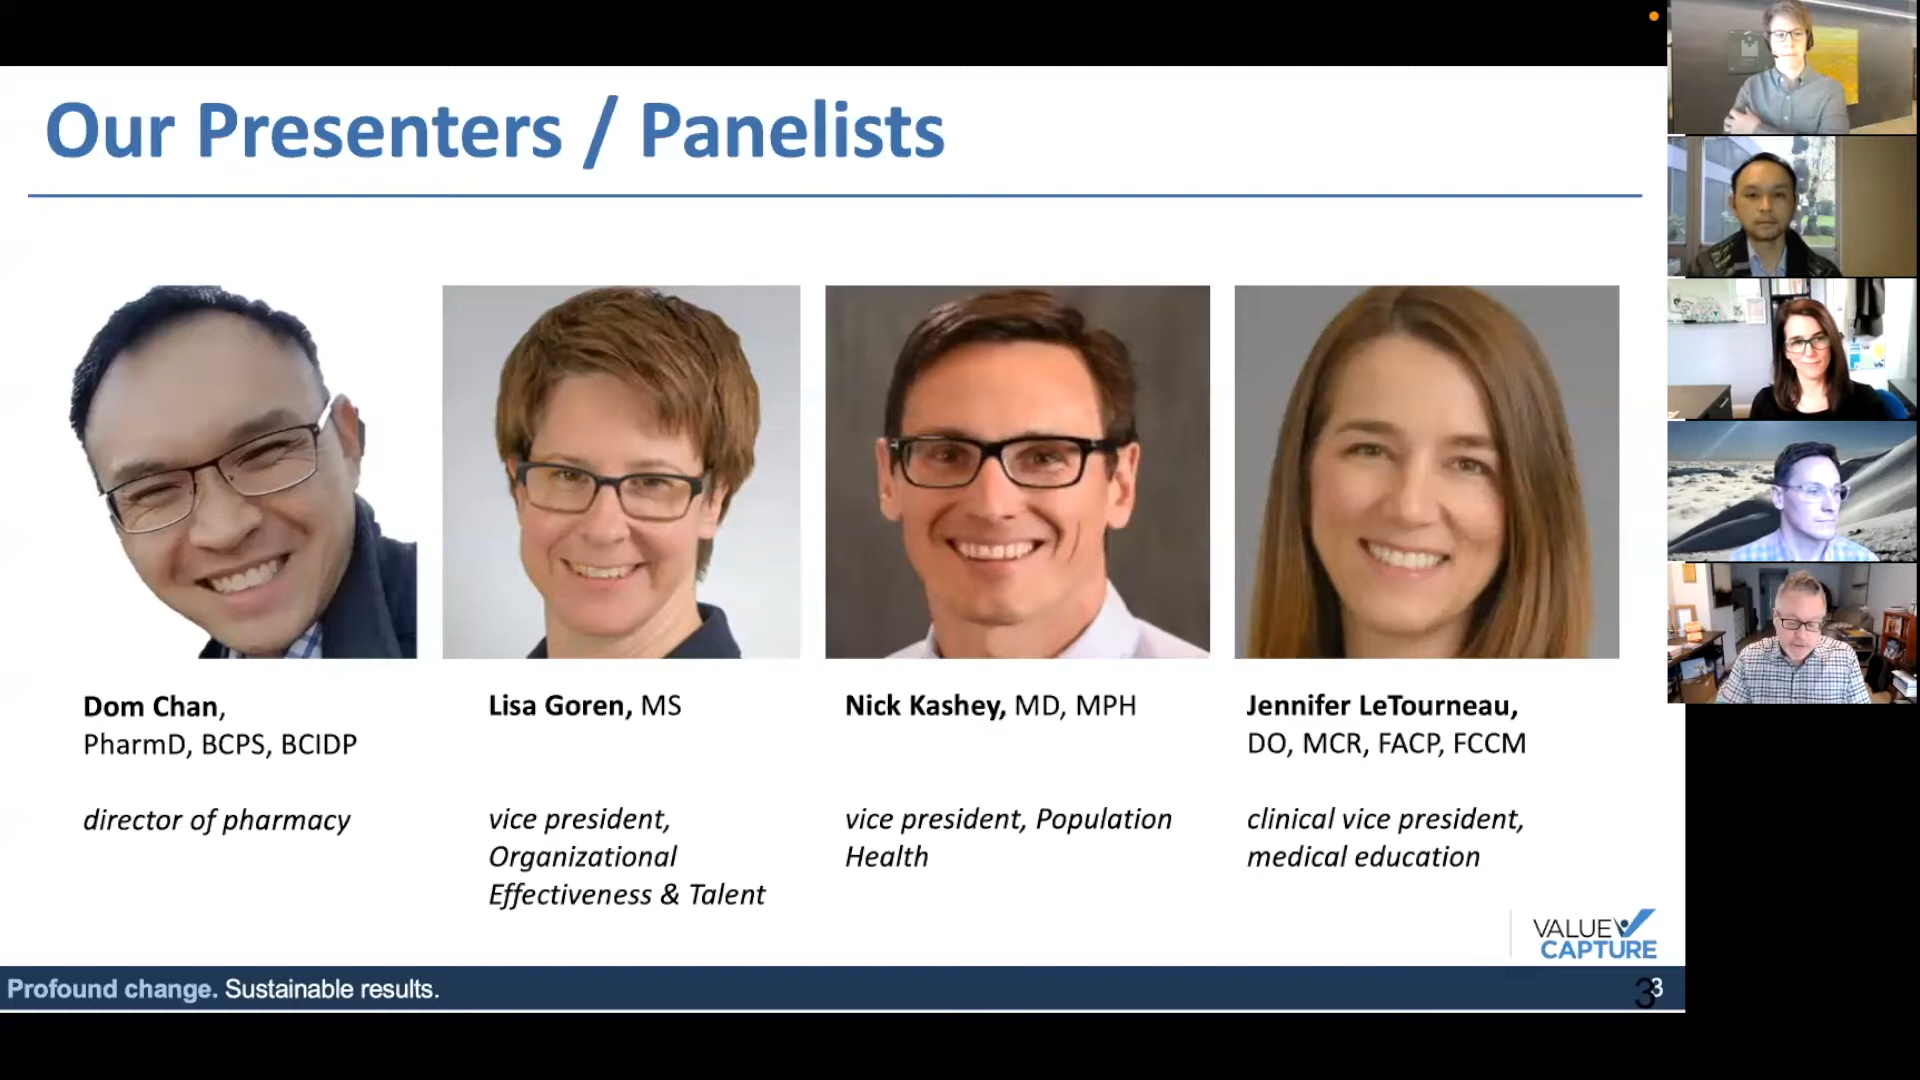 Our Presenters / Panelists
Dom Chan,
PharmD, BCPS, BCIDP
director of pharmacy
Lisa Goren, MS
vice president,
Organizational
Effectiveness & Talent
Nick Kashey, MD, MPH
vice president, Population
Health
Jennifer LeTourneau,
DO, MCR, FACP, FCCM
clinical vice president,
medical education
VALUE
CAPTURE
Profound change. Sustainable results.
3 3